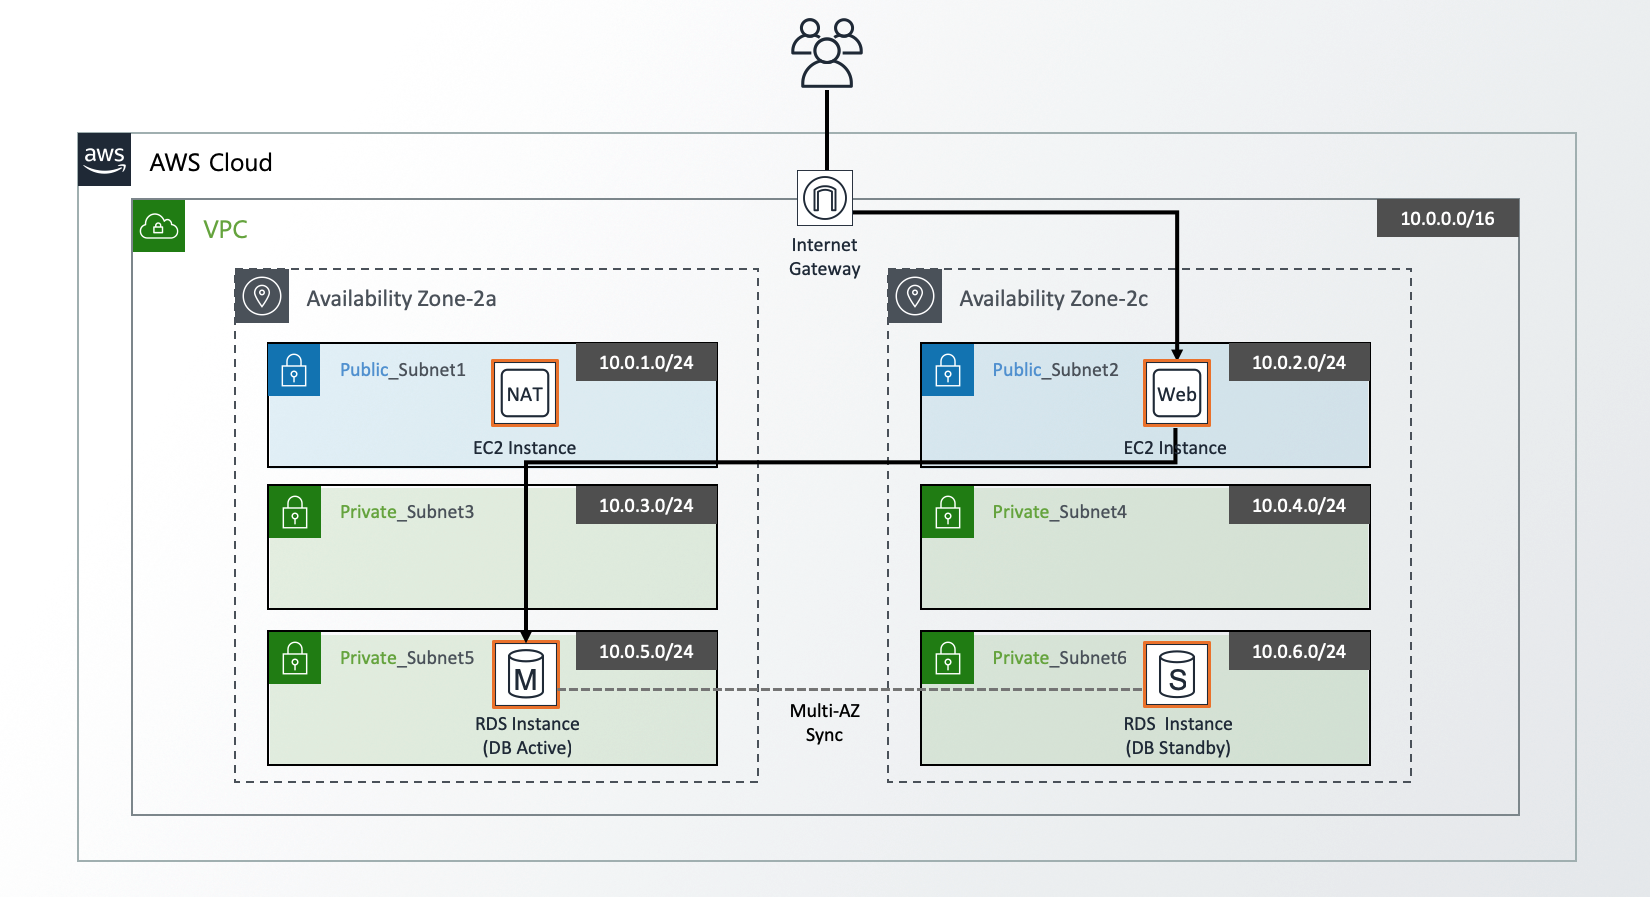 aws
AWS Cloud
VPC
10.0.0.0/16
Internet
Gateway
Availability Zone-2a
Availability Zone-2c
Public_Subnet1
NAT
10.0.1.0/24
EC2 Instance
Public_Subnet2
Web
10.0.2.0/24
EC2 Instance
Private_Subnet3
10.0.3.0/24
Private_Subnet4
10.0.4.0/24
Private_Subnet5
M
10.0.5.0/24
RDS Instance
(DB Active)
Multi-AZ
Sync
Private_Subnet6
S
10.0.6.0/24
RDS  Instance
(DB Standby)